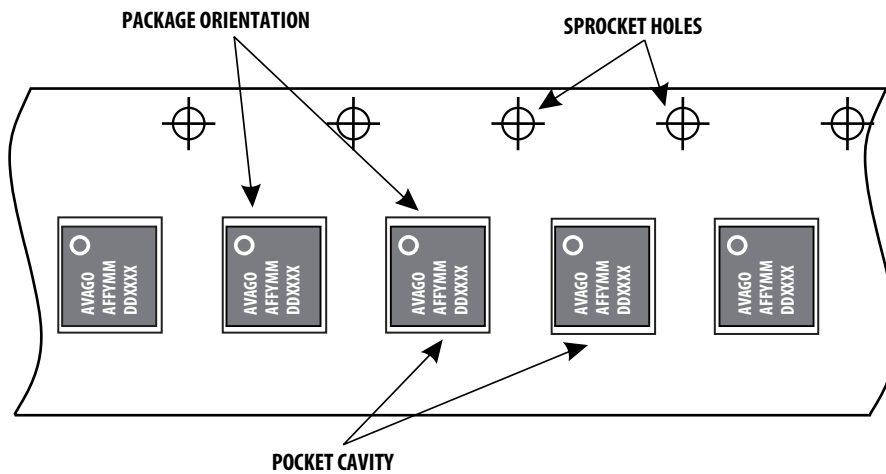 PACKAGE ORIENTATION
SPROCKET HOLES
AVAGO
AFFYMM
DDXXXX
AVAGO
AFFYMM
DDXXXX
AVAGO
AFFYMM
DDXXXX
AVAGO
AFFYMM
DDXXXX
AVAGO
AFFYMM
DDXXXX
POCKET CAVITY